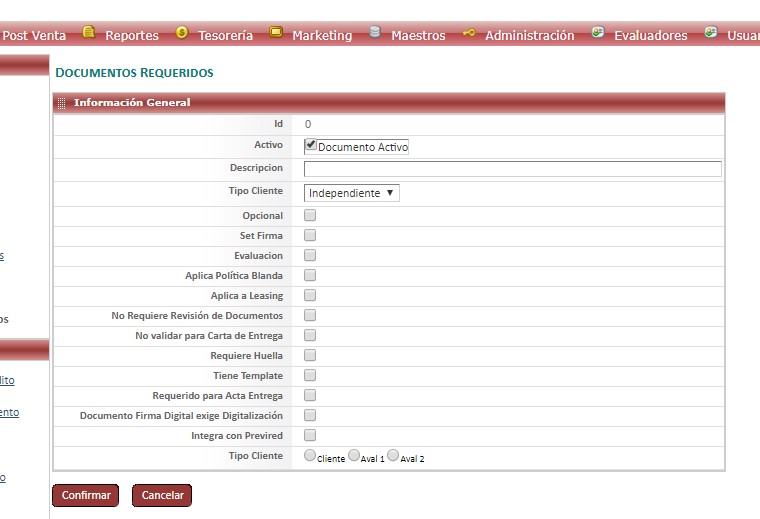 Post Venta Reportes Tesorería Marketing Maestros Administración Evaluadores Usuar
DOCUMENTOS REQUERIDOS
Información General
Id 0
Activo Documento Activo
Descripcion
Tipo Cliente Independiente
Opcional
Set Firma
s
Evaluacion
Aplica Política Blanda
Aplica a Leasing
os
No Requiere Revisión de Documentos
No validar para Carta de Entrega
Requiere Huella
dito
Tiene Template
Requerido para Acta Entrega
ento
Documento Firma Digital exige Digitalización
Integra con Previred
Tipo Cliente Cliente Aval 1 Aval 2
o
Confirmar Cancelar